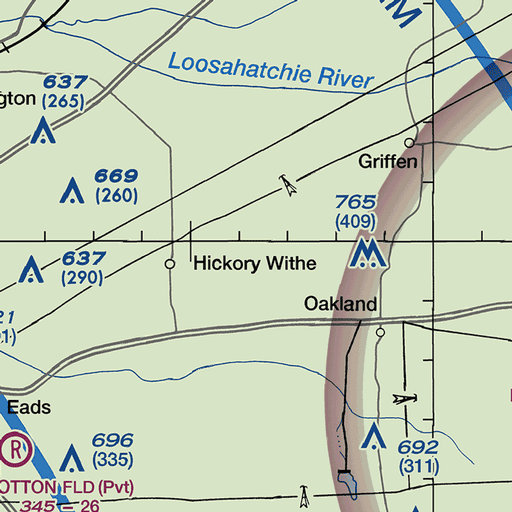 Loosahatchie River
637
(265)
Griffen
669
(260)
765
(409)
637
(290)
Hickory Withe
Oakland
Eads
696
(335)
692
(311)
R
OTTON FLD (Pvt)
345 – 26